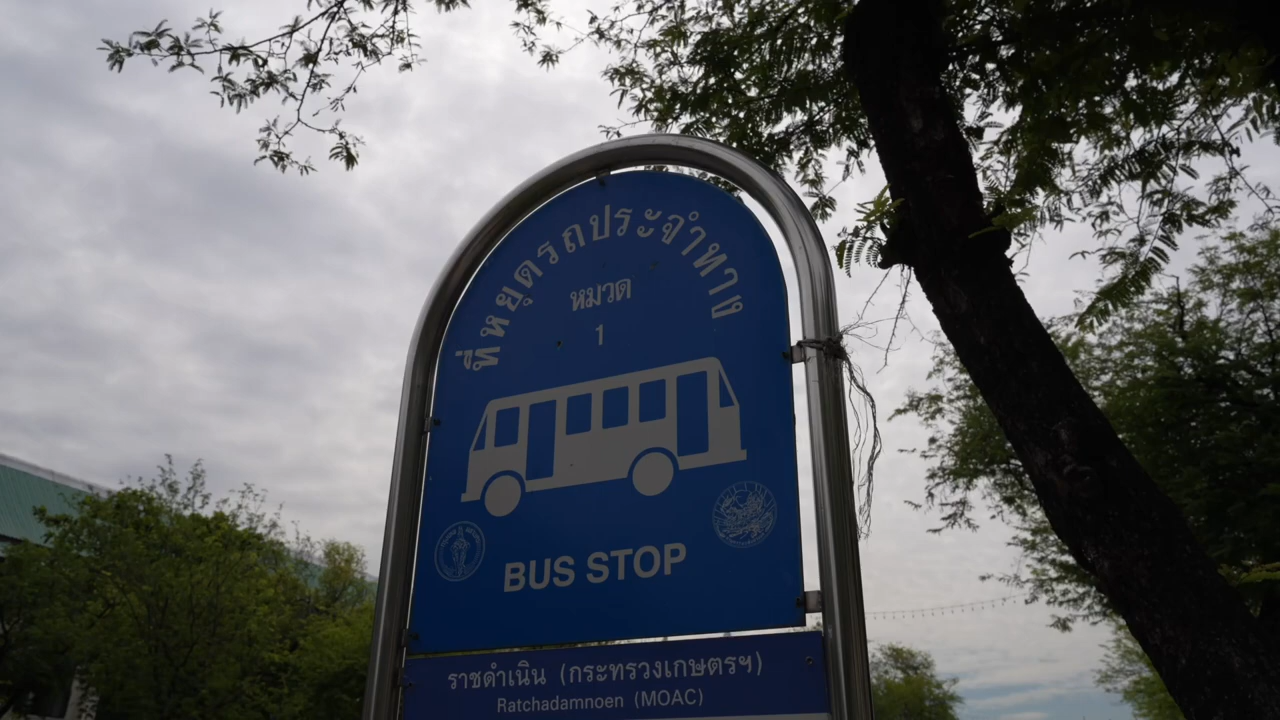 ที่หยุดรถประจำทาง
หมวด
1
BUS STOP
ราชดำเนิน (กระทรวงเกษตรฯ)
Ratchadamnoen (MOAC)